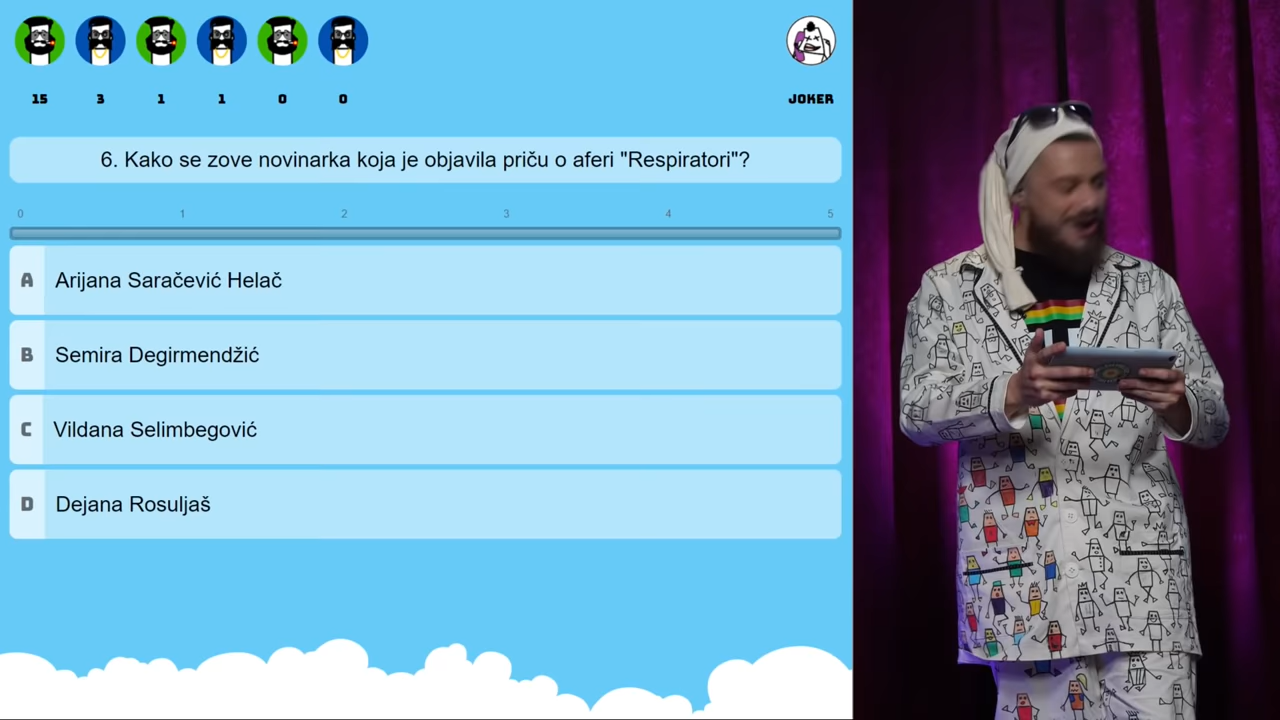 15 3 1 1 0 0 JOKER
6. Kako se zove novinarka koja je objavila priču o aferi "Respiratori"?
0 1 2 3 4 5
A Arijana Saračević Helač
B Semira Degirmendžić
C Vildana Selimbegović
D Dejana Rosuljaš